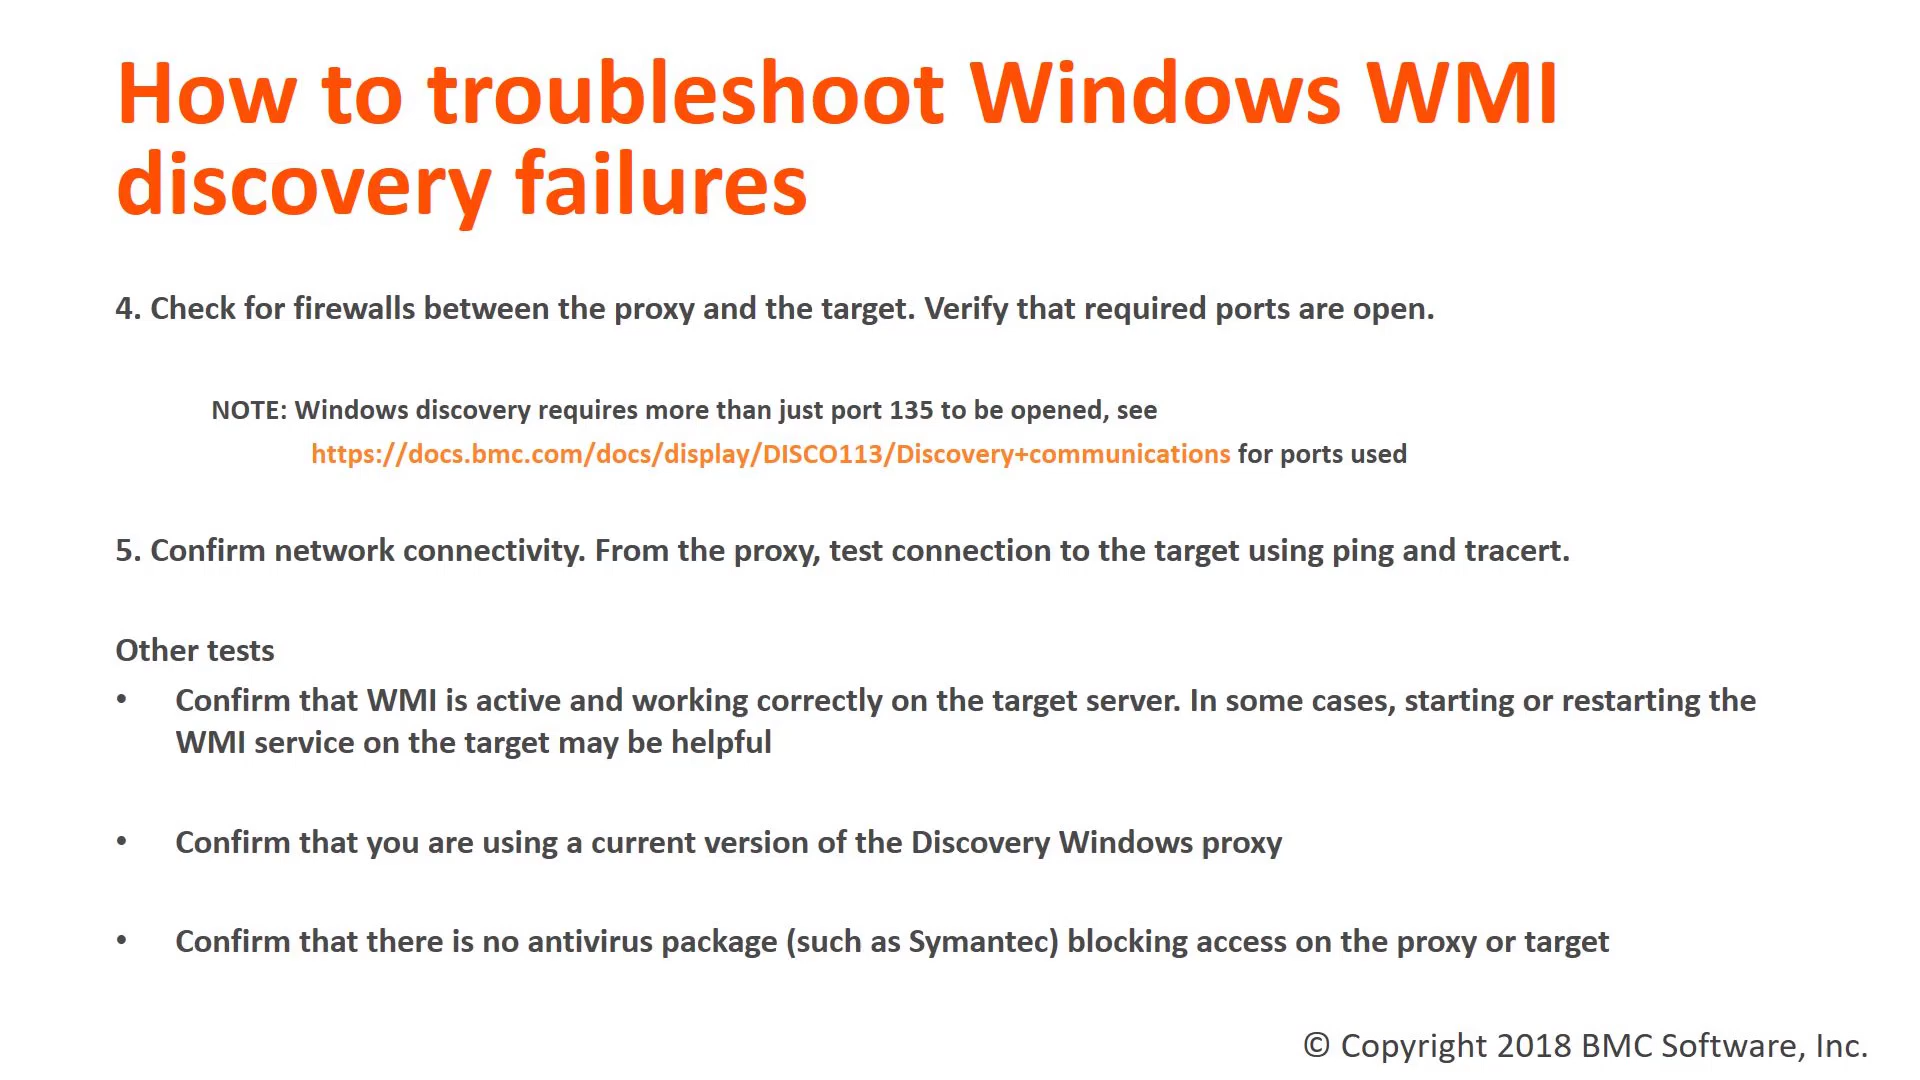 How to troubleshoot Windows WMI
discovery failures
4. Check for firewalls between the proxy and the target. Verify that required ports are open.
NOTE: Windows discovery requires more than just port 135 to be opened, see
https://docs.bmc.com/docs/display/DISCO113/Discovery+communications for ports used
5. Confirm network connectivity. From the proxy, test connection to the target using ping and tracert.
Other tests
• Confirm that WMI is active and working correctly on the target server. In some cases, starting or restarting the
WMI service on the target may be helpful
• Confirm that you are using a current version of the Discovery Windows proxy
• Confirm that there is no antivirus package (such as Symantec) blocking access on the proxy or target
© Copyright 2018 BMC Software, Inc.